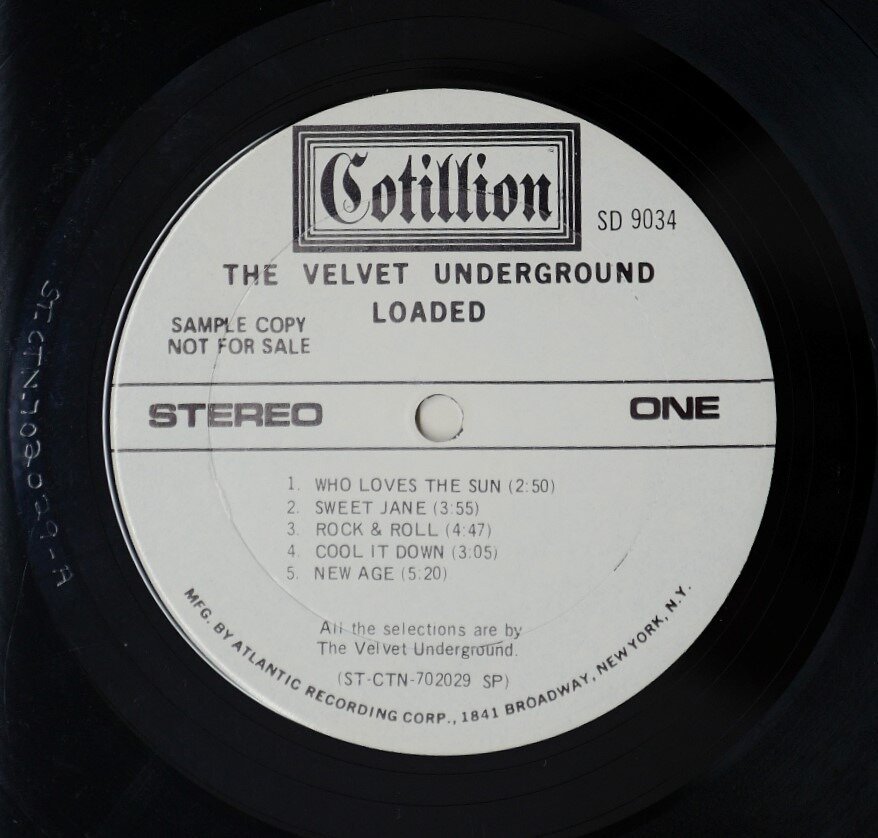 Cotillion
SD 9034
THE VELVET UNDERGROUND
LOADED
SAMPLE COPY
NOT FOR SALE
STEREO
ONE
1. WHO LOVES THE SUN (2:50)
2. SWEET JANE (3:55)
3. ROCK & ROLL (4:47)
4. COOL IT DOWN (3:05)
5. NEW AGE (5:20)
All the selections are by
The Velvet Underground.
(ST-CTN-702029 SP)
MFG. BY ATLANTIC RECORDING CORP., 1841 BROADWAY, NEW YORK, N.Y.
ST-CTN-702029-A